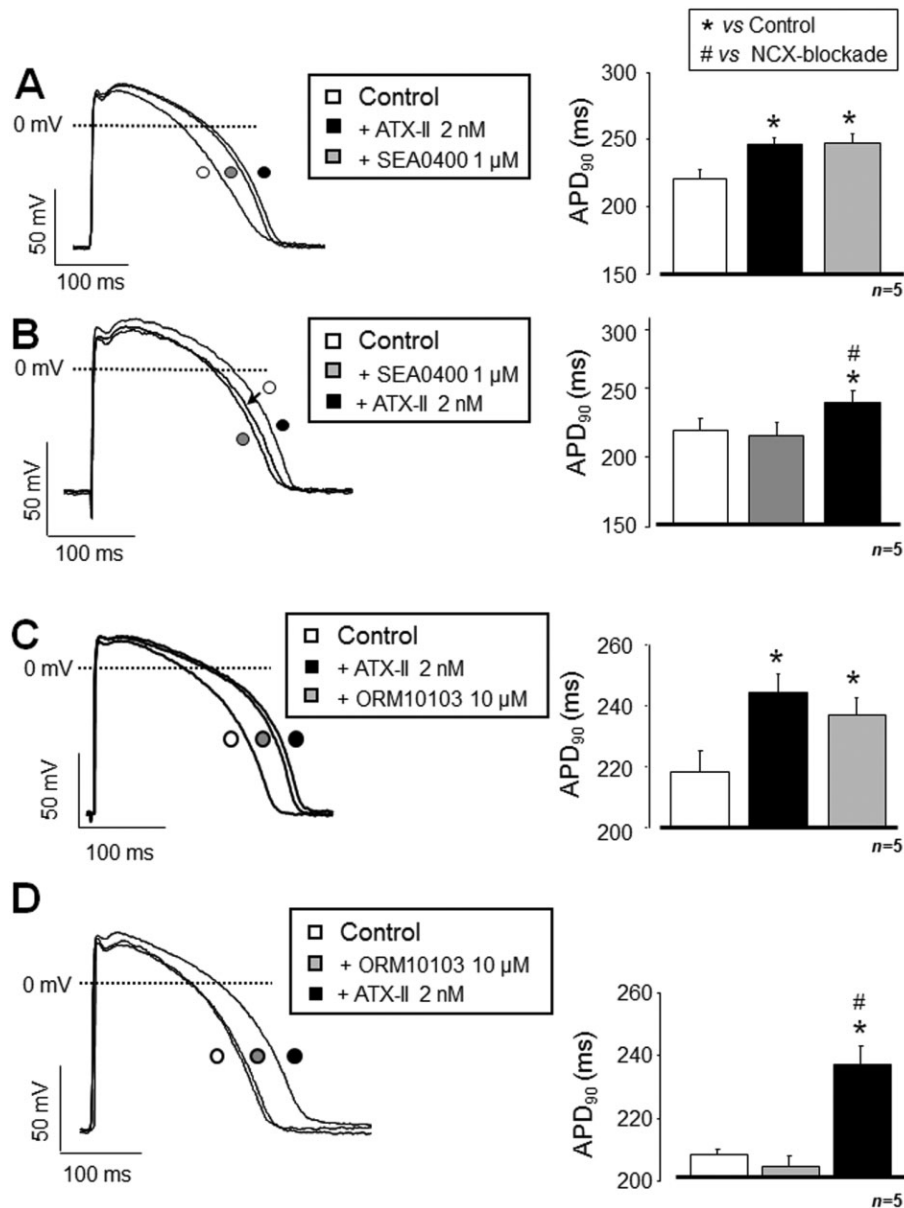 * vs Control
# vs NCX-blockade
A
0 mV
50 mV
100 ms
Control
+ ATX-II 2 nM
+ SEA0400 1 µM
APD90 (ms)
300
250
200
150
* *
n=5
B
0 mV
50 mV
100 ms
Control
+ SEA0400 1 µM
+ ATX-II 2 nM
APD90 (ms)
300
250
200
150
#
*
n=5
C
0 mV
50 mV
100 ms
Control
+ ATX-II 2 nM
+ ORM10103 10 µM
APD90 (ms)
260
240
220
200
* *
n=5
D
0 mV
50 mV
100 ms
Control
+ ORM10103 10 µM
+ ATX-II 2 nM
APD90 (ms)
260
240
210
200
#
*
n=5